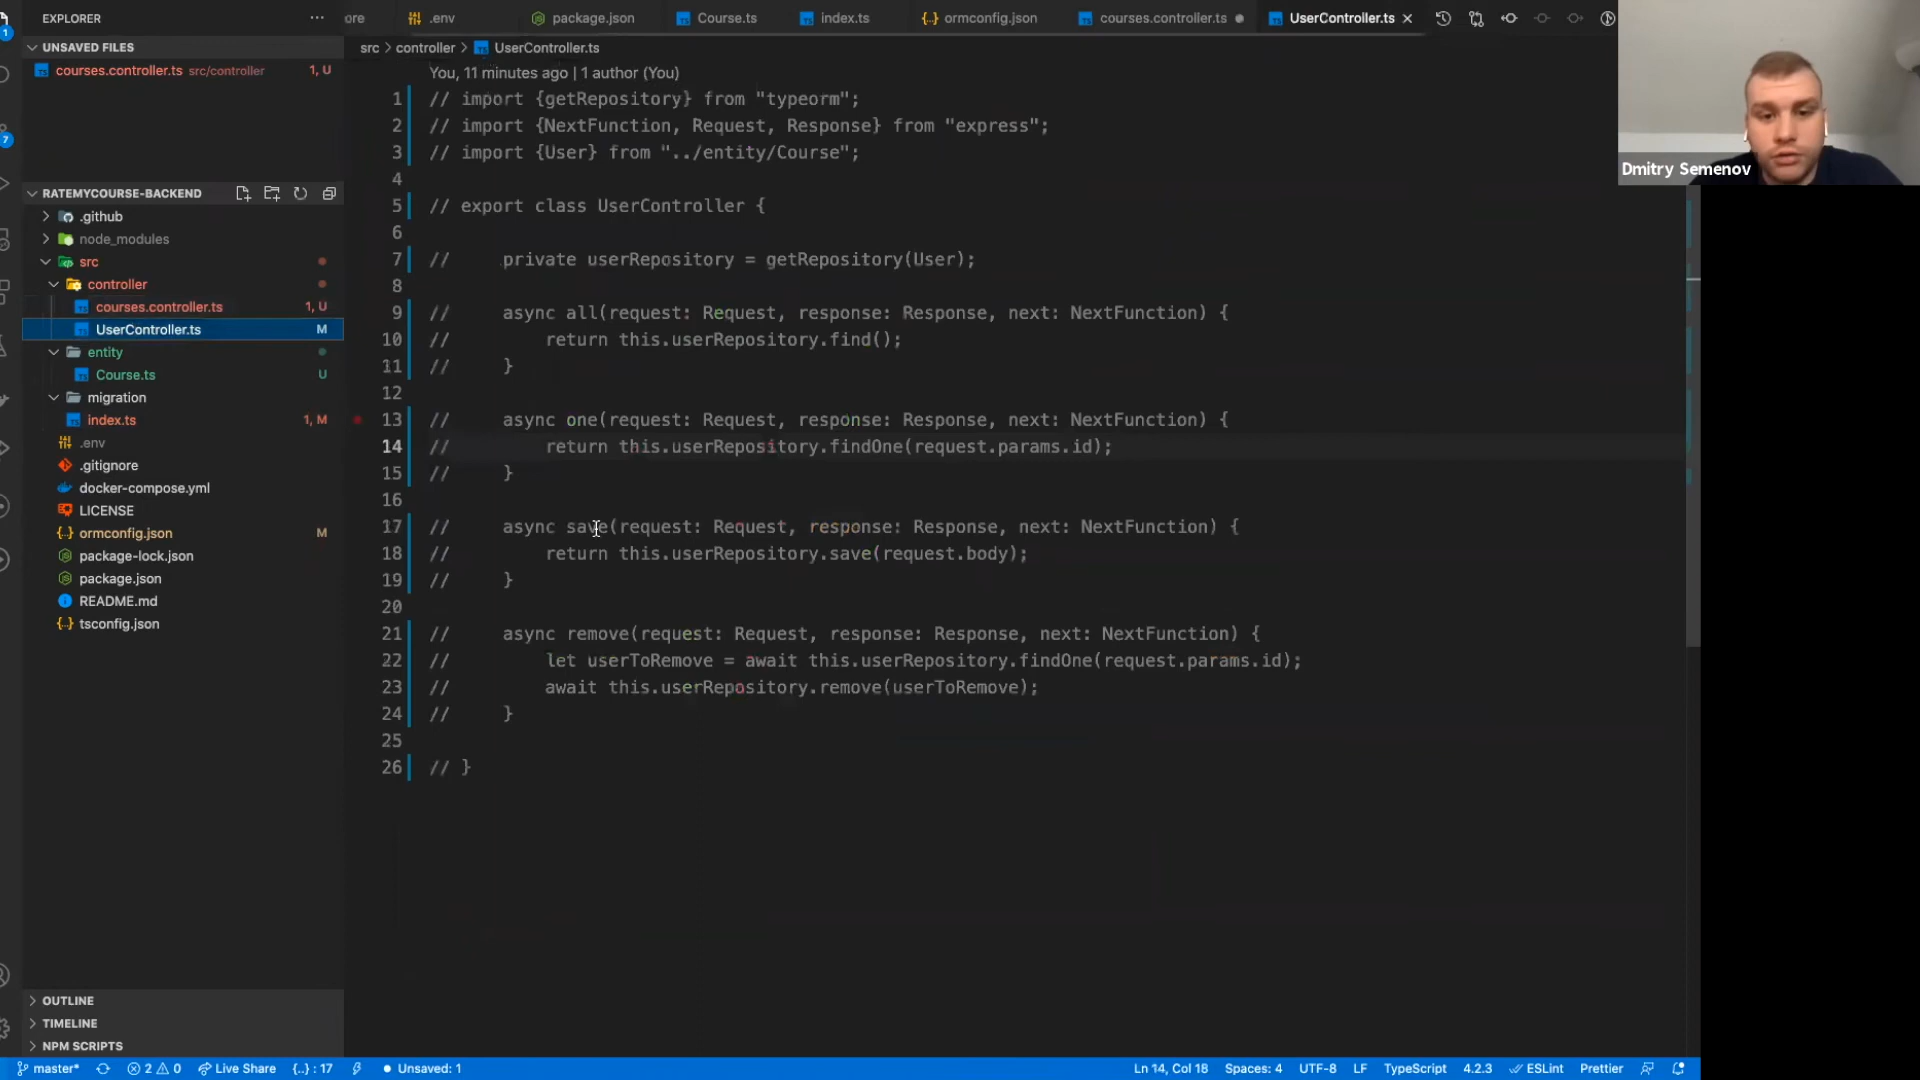 EXPLORER
···
ore
.env
package.json
Course.ts
index.ts
ormconfig.json
courses.controller.ts
UserController.ts
UNSAVED FILES
courses.controller.ts src/controller 1, U
1
7
src > controller > UserController.ts
You, 11 minutes ago | 1 author (You)
1 // import {getRepository} from "typeorm";
2 // import {NextFunction, Request, Response} from "express";
3 // import {User} from "../entity/Course";
4
5 // export class UserController {
6
7 //     private userRepository = getRepository(User);
8
9 //     async all(request: Request, response: Response, next: NextFunction) {
10 //         return this.userRepository.find();
11 //     }
12
13 //     async one(request: Request, response: Response, next: NextFunction) {
14 //         return this.userRepository.findOne(request.params.id);
15 //     }
16
17 //     async save(request: Request, response: Response, next: NextFunction) {
18 //         return this.userRepository.save(request.body);
19 //     }
20
21 //     async remove(request: Request, response: Response, next: NextFunction) {
22 //         let userToRemove = await this.userRepository.findOne(request.params.id);
23 //         await this.userRepository.remove(userToRemove);
24 //     }
25
26 // }
RATEMYCOURSE-BACKEND
.github
node_modules
src
controller
courses.controller.ts 1, U
UserController.ts M
entity
Course.ts U
migration
index.ts 1, M
.env
.gitignore
docker-compose.yml
LICENSE
ormconfig.json M
package-lock.json
package.json
README.md
tsconfig.json
OUTLINE
TIMELINE
NPM SCRIPTS
Dmitry Semenov
master* 2 0 Live Share {..} : 17 Unsaved: 1 Ln 14, Col 18 Spaces: 4 UTF-8 LF TypeScript 4.2.3 ESLint Prettier